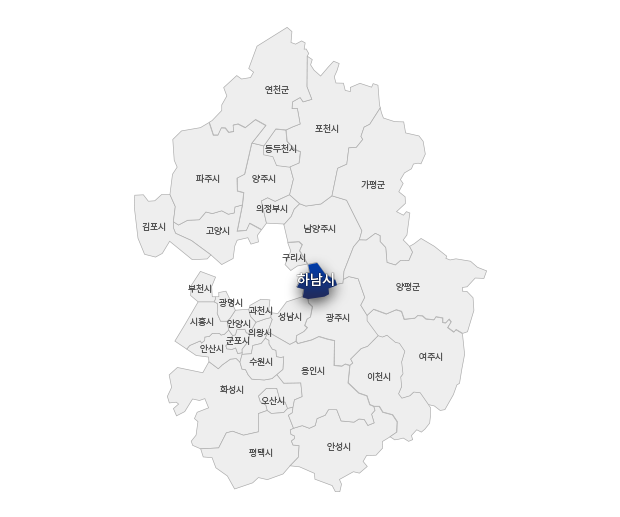 연천군
포천시
동두천시
파주시
양주시
가평군
의정부시
김포시
고양시
남양주시
구리시
하남시
양평군
부천시
광명시
과천시
시흥시
안양시
성남시
광주시
의왕시
군포시
안산시
수원시
여주시
용인시
이천시
화성시
오산시
평택시
안성시